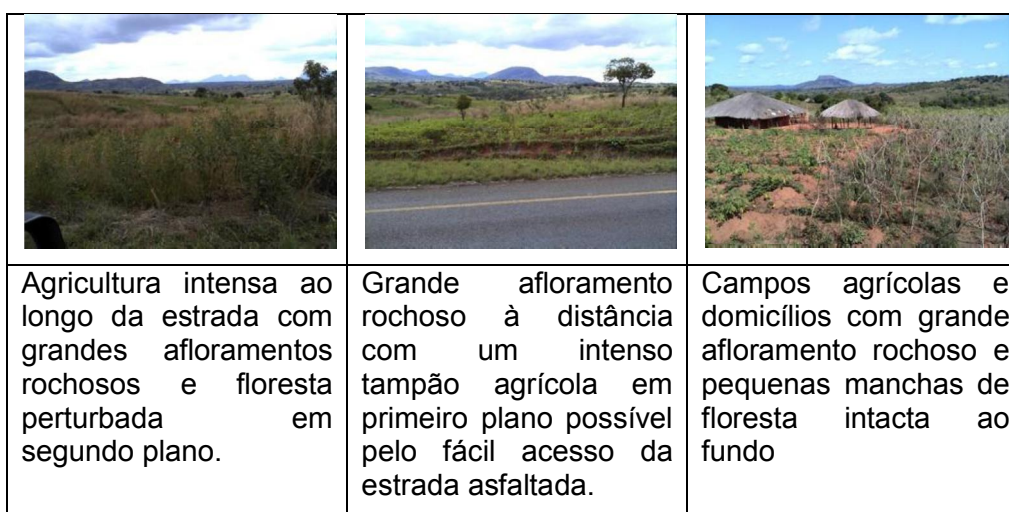 Agricultura intensa ao
longo da estrada com
grandes afloramentos
rochosos e floresta
perturbada em
segundo plano.
Grande afloramento
rochoso à distância
com um intenso
tampão agrícola em
primeiro plano possível
pelo fácil acesso da
estrada asfaltada.
Campos agrícolas e
domicílios com grande
afloramento rochoso e
pequenas manchas de
floresta intacta ao
fundo